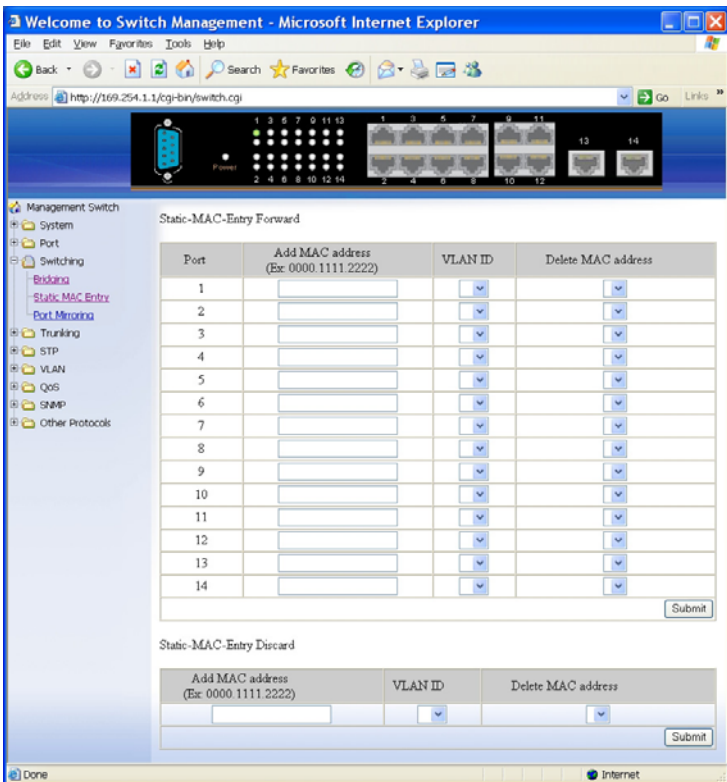 Welcome to Switch Management - Microsoft Internet Explorer
File Edit View Favorites Tools Help
Back Search Favorites
Address http://169.254.1.1/cgi-bin/switch.cgi Go Links »
1 3 5 7 9 11 13
Power
2 4 6 8 10 12 14
1 3 5 7 9 11
2 4 6 8 10 12
13 14
Management Switch
System
Port
Switching
Bridging
Static MAC Entry
Port Mirroring
Trunking
STP
VLAN
QoS
SNMP
Other Protocols
Static-MAC-Entry Forward
Port Add MAC address (Ex: 0000.1111.2222) VLAN ID Delete MAC address
1
2
3
4
5
6
7
8
9
10
11
12
13
14
Submit
Static-MAC-Entry Discard
Add MAC address (Ex: 0000.1111.2222) VLAN ID Delete MAC address
Submit
Done Internet